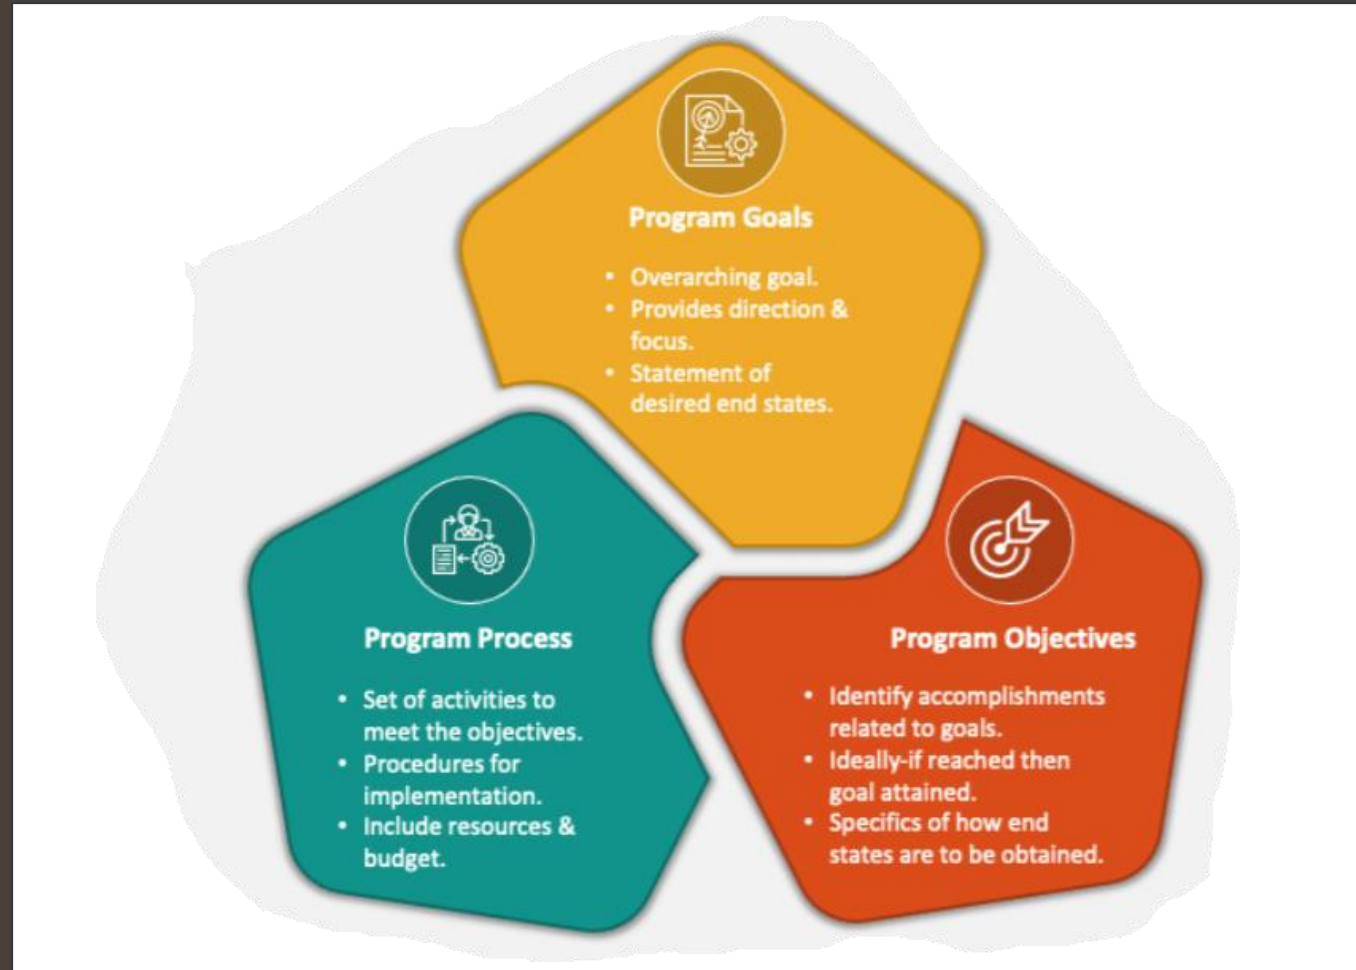 Program Goals
• Overarching goal.
• Provides direction &
focus.
• Statement of
desired end states.
Program Process
• Set of activities to
meet the objectives.
• Procedures for
implementation.
• Include resources &
budget.
Program Objectives
• Identify accomplishments
related to goals.
• Ideally-if reached then
goal attained.
• Specifics of how end
states are to be obtained.